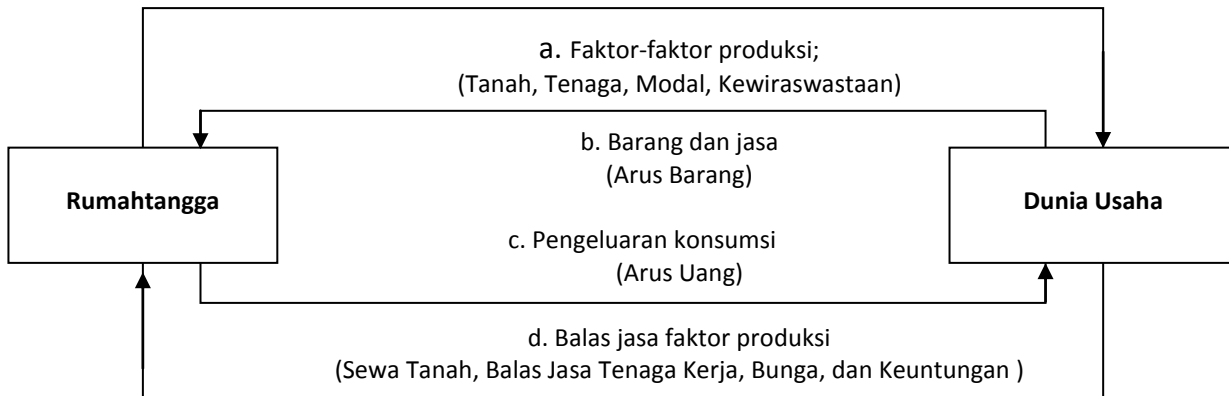 a. Faktor-faktor produksi;
(Tanah, Tenaga, Modal, Kewiraswastaan)
b. Barang dan jasa
(Arus Barang)
Rumahtangga
Dunia Usaha
c. Pengeluaran konsumsi
(Arus Uang)
d. Balas jasa faktor produksi
(Sewa Tanah, Balas Jasa Tenaga Kerja, Bunga, dan Keuntungan )